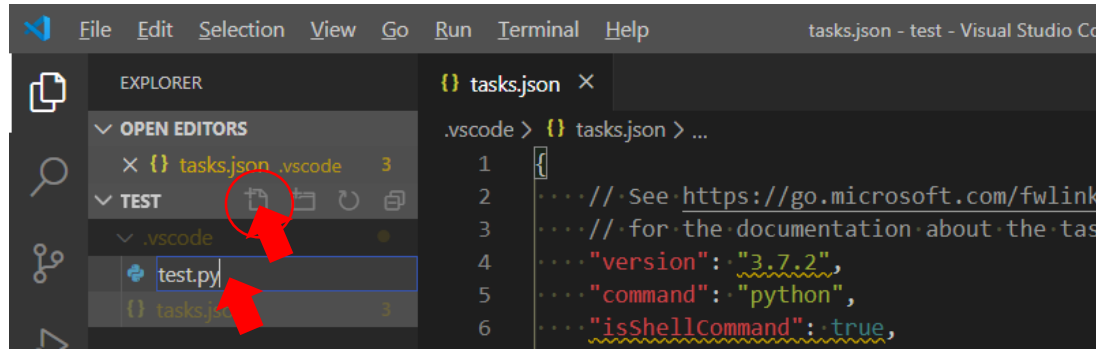 File Edit Selection View Go Run Terminal Help tasks.json - test - Visual Studio Co
EXPLORER
OPEN EDITORS
{} tasks.json .vscode 3
TEST
.vscode
test.py
{} tasks.js 3
{} tasks.json
.vscode > {} tasks.json > ...
1 {
2 ····//·See·https://go.microsoft.com/fwlink
3 ····//·for·the·documentation·about·the·tas
4 ····"version":·"3.7.2",
5 ····"command":·"python",
6 ····"isShellCommand":·true,